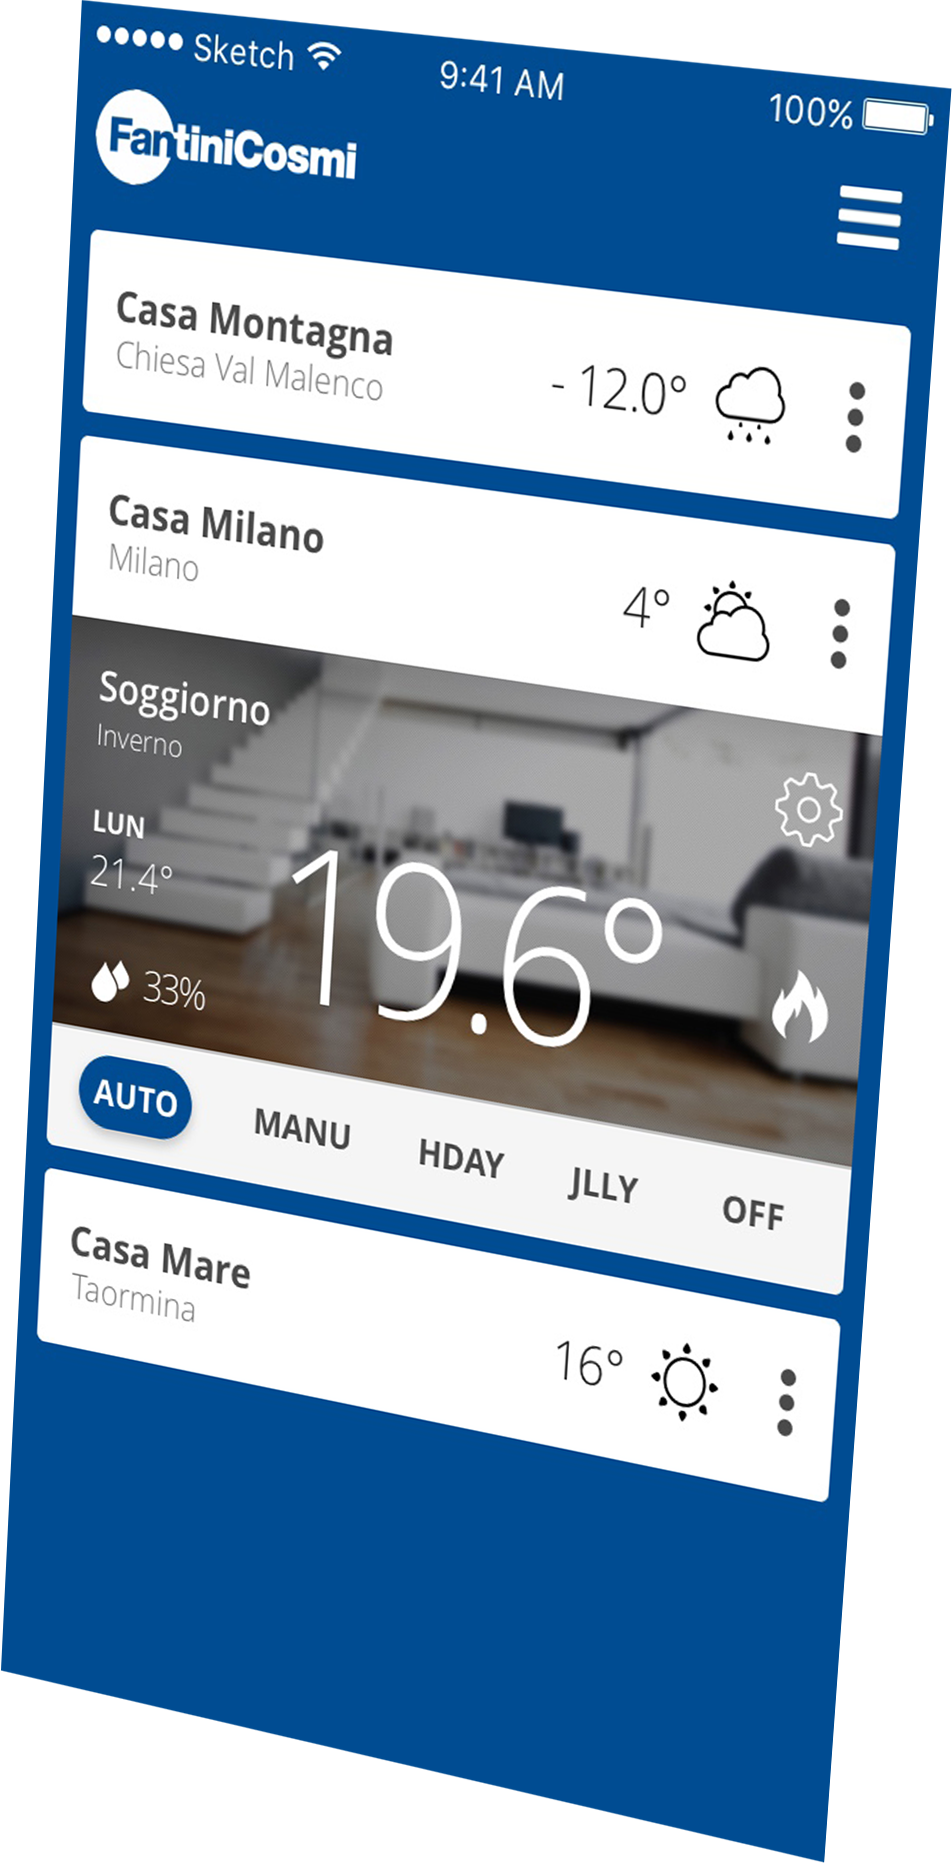 Sketch
9:41 AM
100%
FantiniCosmi
Casa Montagna
Chiesa Val Malenco
- 12.0°
Casa Milano
Milano
4°
Soggiorno
Inverno
LUN
21.4°
19.6°
33%
AUTO MANU HDAY JLLY OFF
Casa Mare
Taormina
16°